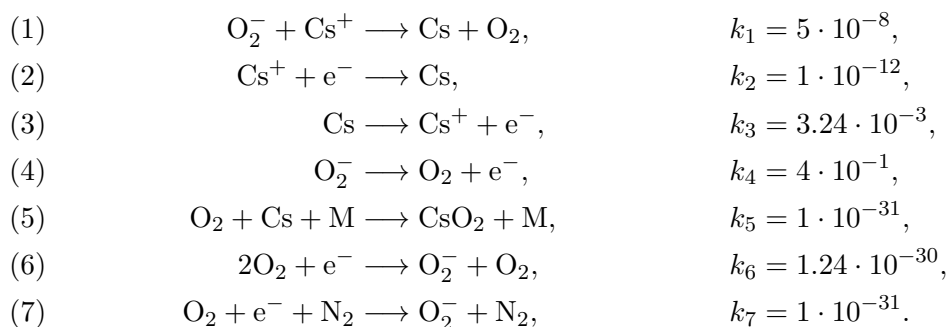 (1) O₂⁻ + Cs⁺ ⟶ Cs + O₂, k₁ = 5 · 10⁻⁸,
(2) Cs⁺ + e⁻ ⟶ Cs, k₂ = 1 · 10⁻¹²,
(3) Cs ⟶ Cs⁺ + e⁻, k₃ = 3.24 · 10⁻³,
(4) O₂⁻ ⟶ O₂ + e⁻, k₄ = 4 · 10⁻¹,
(5) O₂ + Cs + M ⟶ CsO₂ + M, k₅ = 1 · 10⁻³¹,
(6) 2O₂ + e⁻ ⟶ O₂⁻ + O₂, k₆ = 1.24 · 10⁻³⁰,
(7) O₂ + e⁻ + N₂ ⟶ O₂⁻ + N₂, k₇ = 1 · 10⁻³¹.